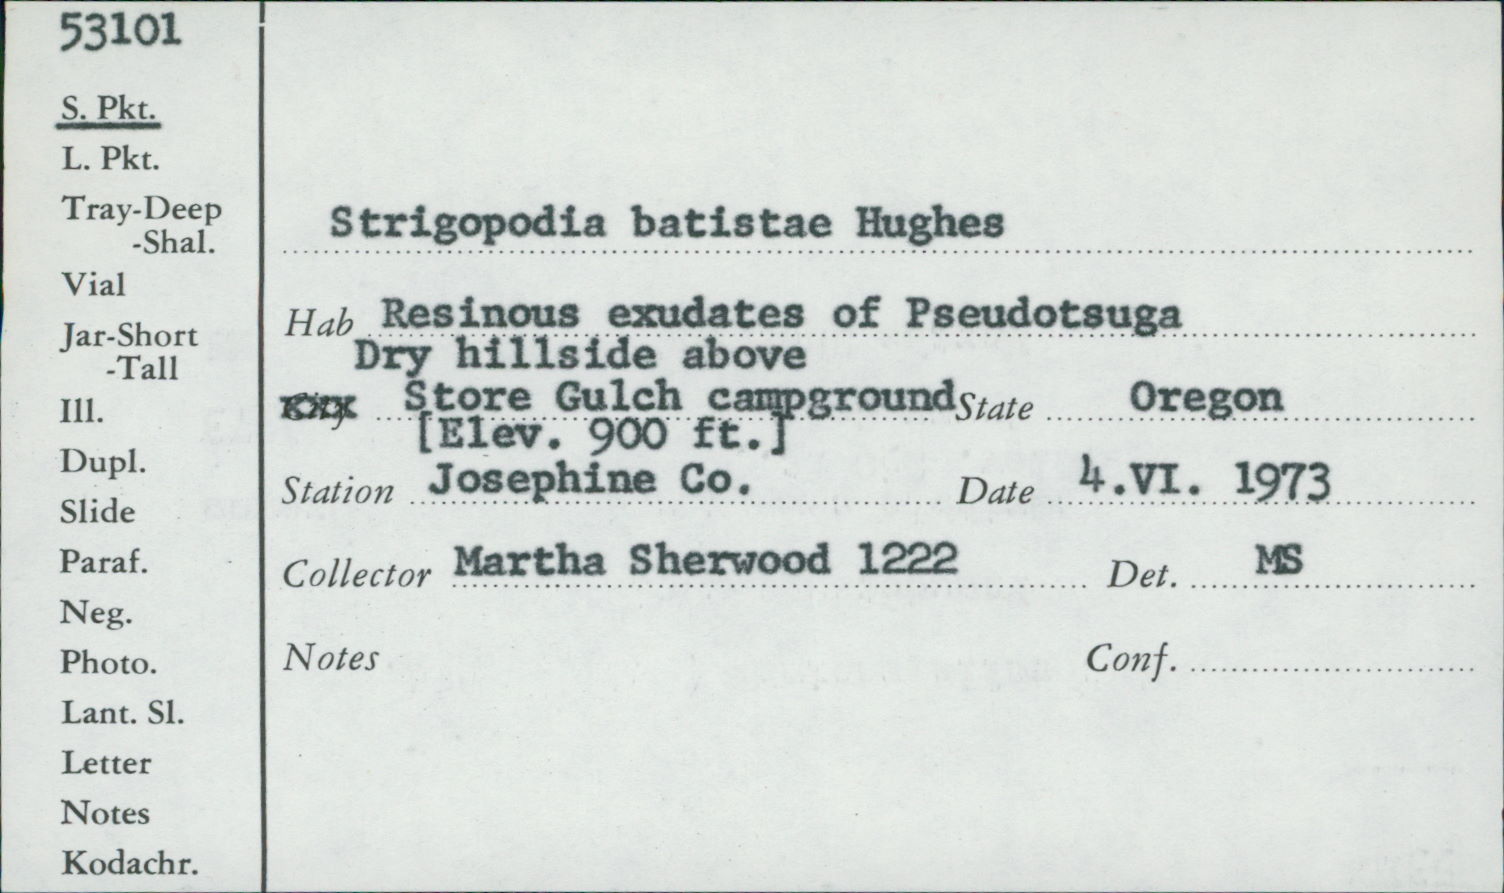 53101
S. Pkt.
L. Pkt.
Tray-Deep
-Shal.
Vial
Jar-Short
-Tall
Ill.
Dupl.
Slide
Paraf.
Neg.
Photo.
Lant. Sl.
Letter
Notes
Kodachr.
Strigopodia batistae Hughes
Hab Resinous exudates of Pseudotsuga
Dry hillside above
Store Gulch campground State Oregon
[Elev. 900 ft.]
Station Josephine Co. Date 4.VI. 1973
Collector Martha Sherwood 1222 Det. MS
Notes Conf.